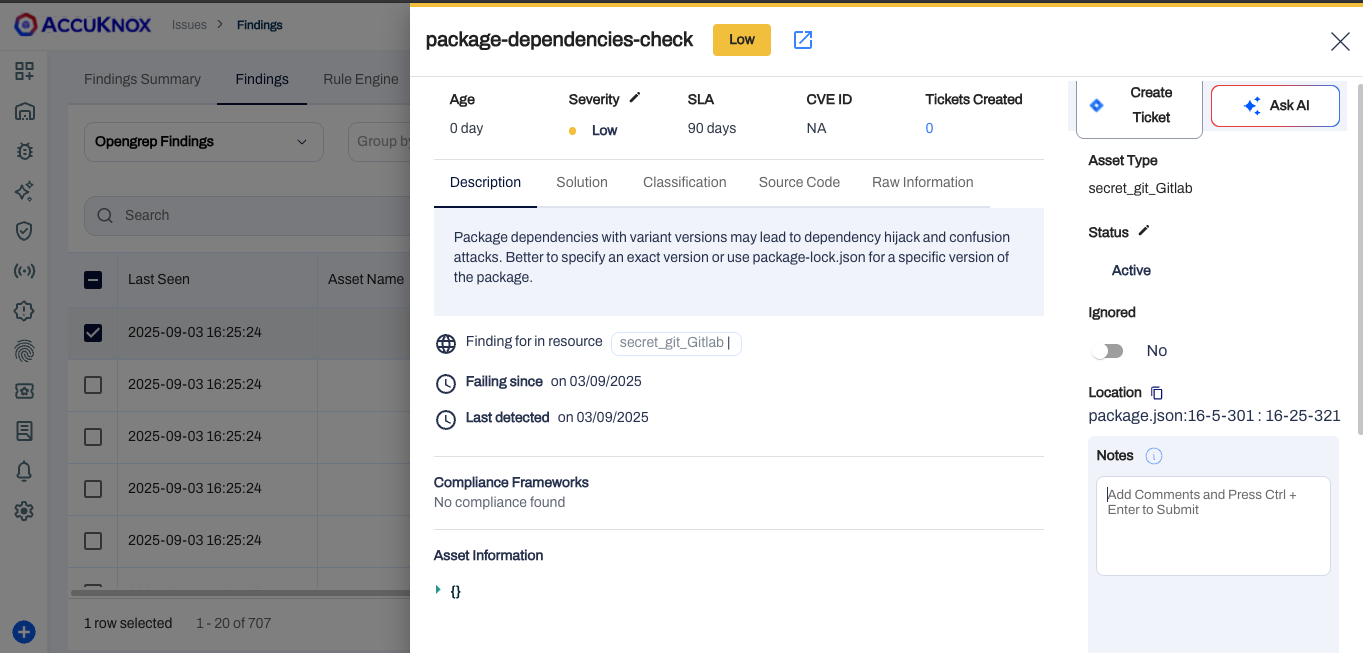 ACCUKNOX
Issues > Findings
Findings Summary Findings Rule Engine
Opengrep Findings Group by
Search
Last Seen Asset Name
2025-09-03 16:25:24
2025-09-03 16:25:24
2025-09-03 16:25:24
2025-09-03 16:25:24
2025-09-03 16:25:24
1 row selected 1 - 20 of 707
package-dependencies-check Low
Age Severity SLA CVE ID Tickets Created
0 day Low 90 days NA 0
Description Solution Classification Source Code Raw Information
Package dependencies with variant versions may lead to dependency hijack and confusion
attacks. Better to specify an exact version or use package-lock.json for a specific version of
the package.
Finding for in resource secret_git_Gitlab |
Failing since on 03/09/2025
Last detected on 03/09/2025
Compliance Frameworks
No compliance found
Asset Information
{}
Create
Ticket
Ask AI
Asset Type
secret_git_Gitlab
Status
Active
Ignored
No
Location
package.json:16-5-301 : 16-25-321
Notes
Add Comments and Press Ctrl +
Enter to Submit